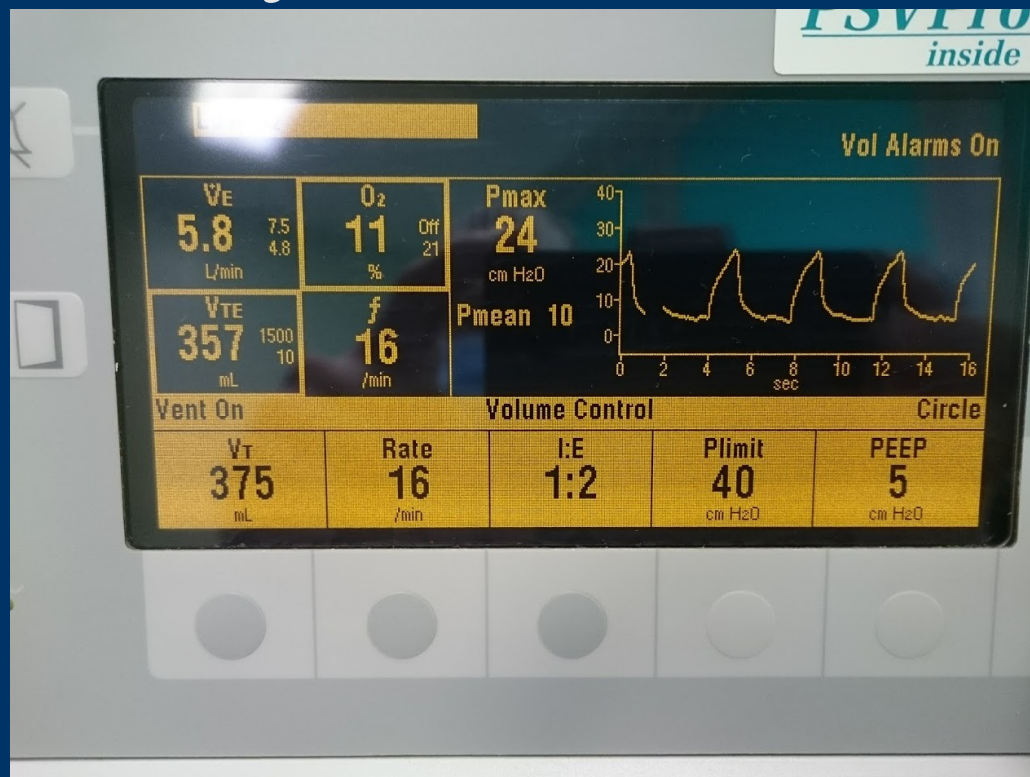 PSVPro
inside
Vol Alarms On
V̇E
5.8 7.5
4.8
L/min
O2
11 Off
21
%
Pmax
24
cm H2O
Pmean 10
VTE
357 1500
10
mL
f
16
/min
40
30
20
10
0
0 2 4 6 8 10 12 14 16
sec
Vent On Volume Control Circle
VT Rate I:E Plimit PEEP
375 16 1:2 40 5
mL /min cm H2O cm H2O